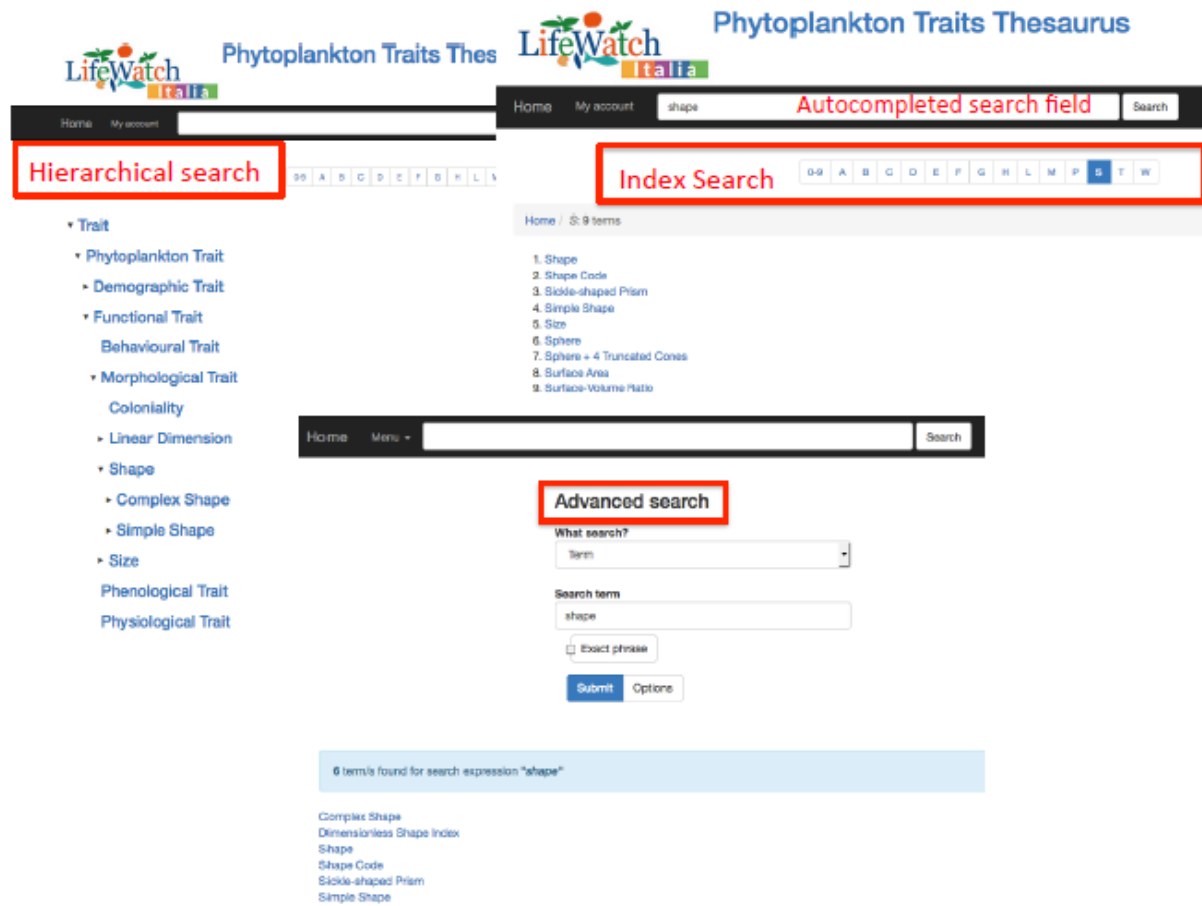 LifeWatch
Italia
Phytoplankton Traits Thes
Home My account
Hierarchical search
0-9 A B C D E F G H L M
Trait
Phytoplankton Trait
Demographic Trait
Functional Trait
Behavioural Trait
Morphological Trait
Coloniality
Linear Dimension
Shape
Complex Shape
Simple Shape
Size
Phenological Trait
Physiological Trait
LifeWatch
Italia
Phytoplankton Traits Thesaurus
Home My account shape Autocompleted search field Search
Index Search 0-9 A B C D E F G H L M P S T W
Home / S: 9 terms
1. Shape
2. Shape Code
3. Sickle-shaped Prism
4. Simple Shape
5. Size
6. Sphere
7. Sphere + 4 Truncated Cones
8. Surface Area
9. Surface-Volume Ratio
Home Menu Search
Advanced search
What search?
Term
Search term
shape
Exact phrase
Submit Options
6 term/s found for search expression "shape"
Complex Shape
Dimensionless Shape Index
Shape
Shape Code
Sickle-shaped Prism
Simple Shape